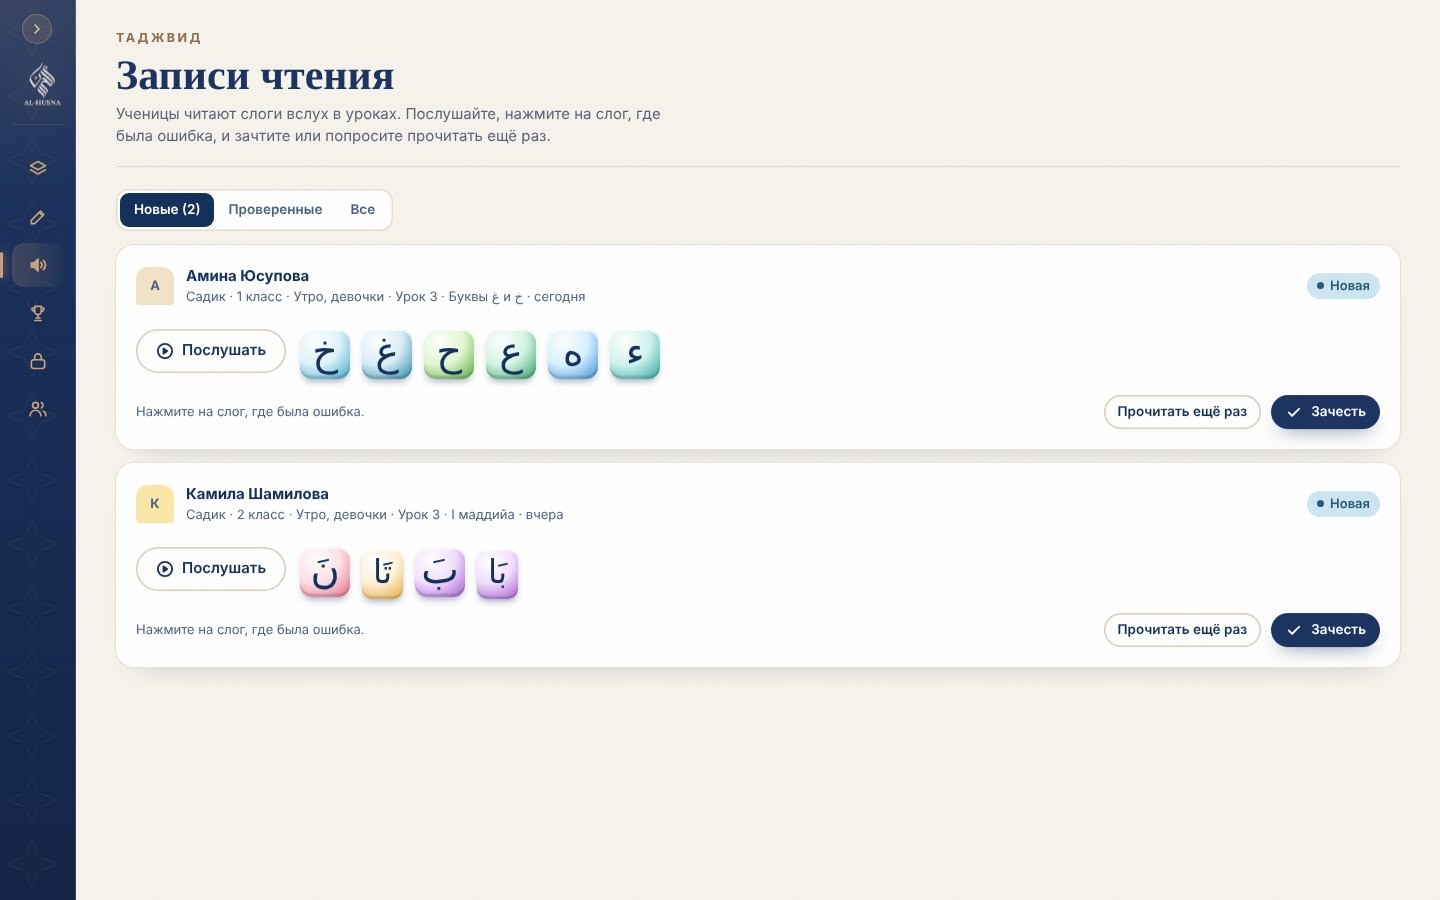 AL-HUSNA
ТАДЖВИД
Записи чтения
Ученицы читают слоги вслух в уроках. Послушайте, нажмите на слог, где
была ошибка, и зачтите или попросите прочитать ещё раз.
Новые (2) Проверенные Все
А Амина Юсупова
Садик · 1 класс · Утро, девочки · Урок 3 · Буквы غ и خ · сегодня
Новая
Послушать خ غ ح ع ه ء
Нажмите на слог, где была ошибка. Прочитать ещё раз Зачесть
К Камила Шамилова
Садик · 2 класс · Утро, девочки · Урок 3 · I маддийа · вчера
Новая
Послушать نَ تَا بَ بَا
Нажмите на слог, где была ошибка. Прочитать ещё раз Зачесть